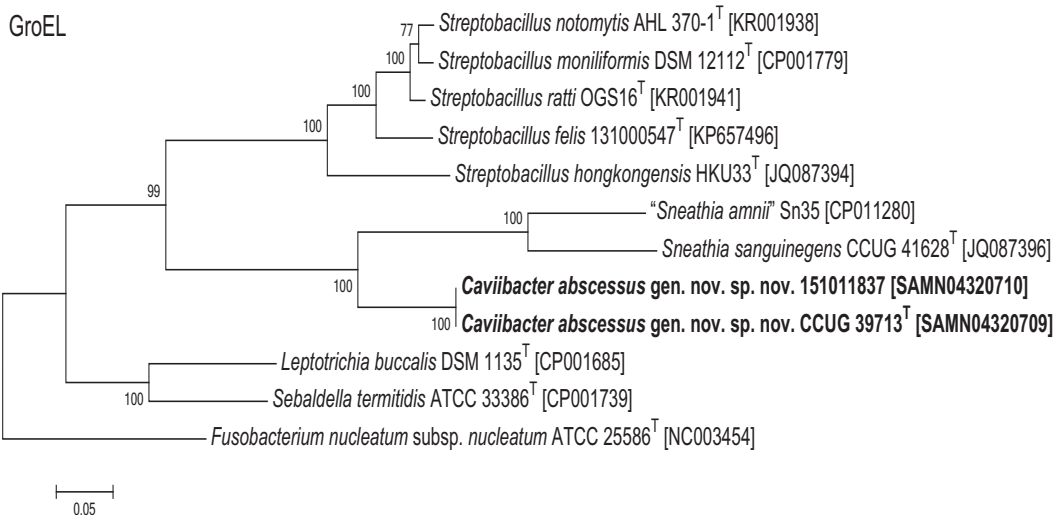 GroEL
Streptobacillus notomytis AHL 370-1T [KR001938]
77
Streptobacillus moniliformis DSM 12112T [CP001779]
100
Streptobacillus ratti OGS16T [KR001941]
100
Streptobacillus felis 131000547T [KP657496]
100
Streptobacillus hongkongensis HKU33T [JQ087394]
99
“Sneathia amnii” Sn35 [CP011280]
100
Sneathia sanguinegens CCUG 41628T [JQ087396]
100
Caviibacter abscessus gen. nov. sp. nov. 151011837 [SAMN04320710]
100
Caviibacter abscessus gen. nov. sp. nov. CCUG 39713T [SAMN04320709]
Leptotrichia buccalis DSM 1135T [CP001685]
100
Sebaldella termitidis ATCC 33386T [CP001739]
Fusobacterium nucleatum subsp. nucleatum ATCC 25586T [NC003454]
0.05